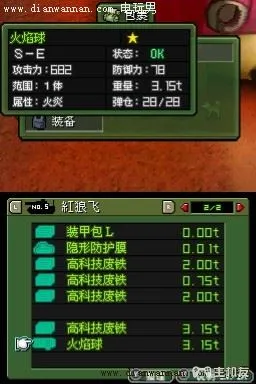 www.dianwannan.com 电玩男
包裹
火焰球 ★
S-E 状态: OK
攻击力:682 防御力:78
范围:1体 重量: 3.15t
属性:火炎 弹仓:28/28
装备
L NO.5 紅狼飞 R 2/2
装甲包L 0.00t
隐形防护膜 0.01t
高科技废铁 2.00t
高科技废铁 0.75t
高科技废铁 2.00t
高科技废铁 3.15t
火焰球 3.15t
www.dianwannan.com